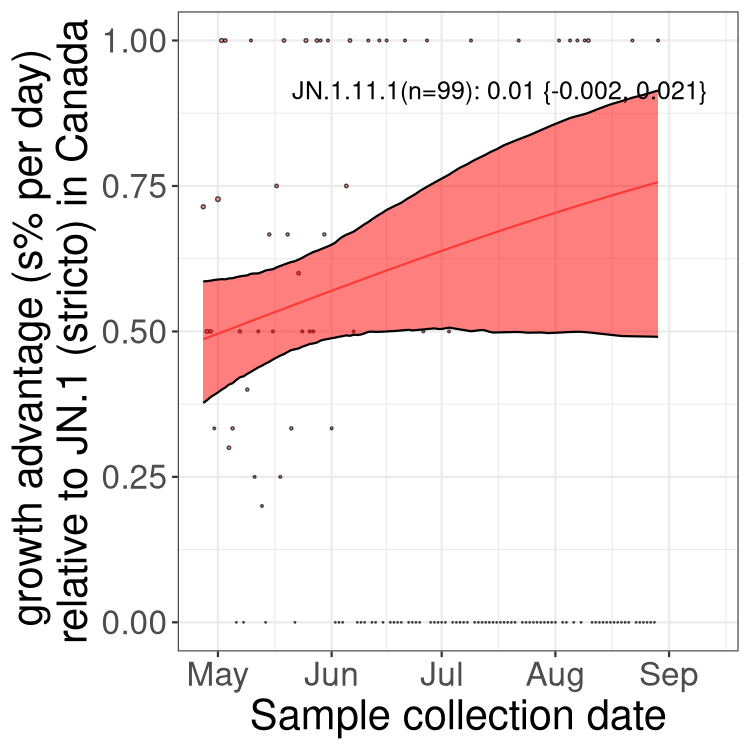 growth advantage (s% per day)
relative to JN.1 (stricto) in Canada
1.00
0.75
0.50
0.25
0.00
JN.1.11.1(n=99): 0.01 {-0.002, 0.021}
May Jun Jul Aug Sep
Sample collection date